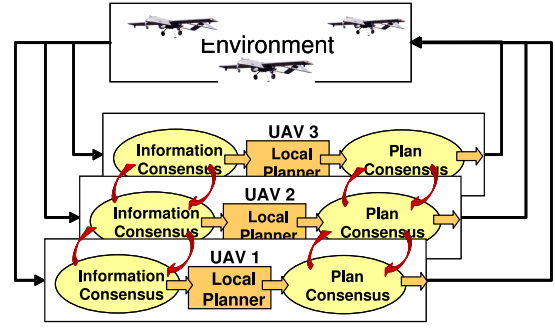 Environment
UAV 3
Information
Consensus
Local
Planner
Plan
Consensus
UAV 2
Information
Consensus
Local
Planner
Plan
Consensus
UAV 1
Information
Consensus
Local
Planner
Plan
Consensus